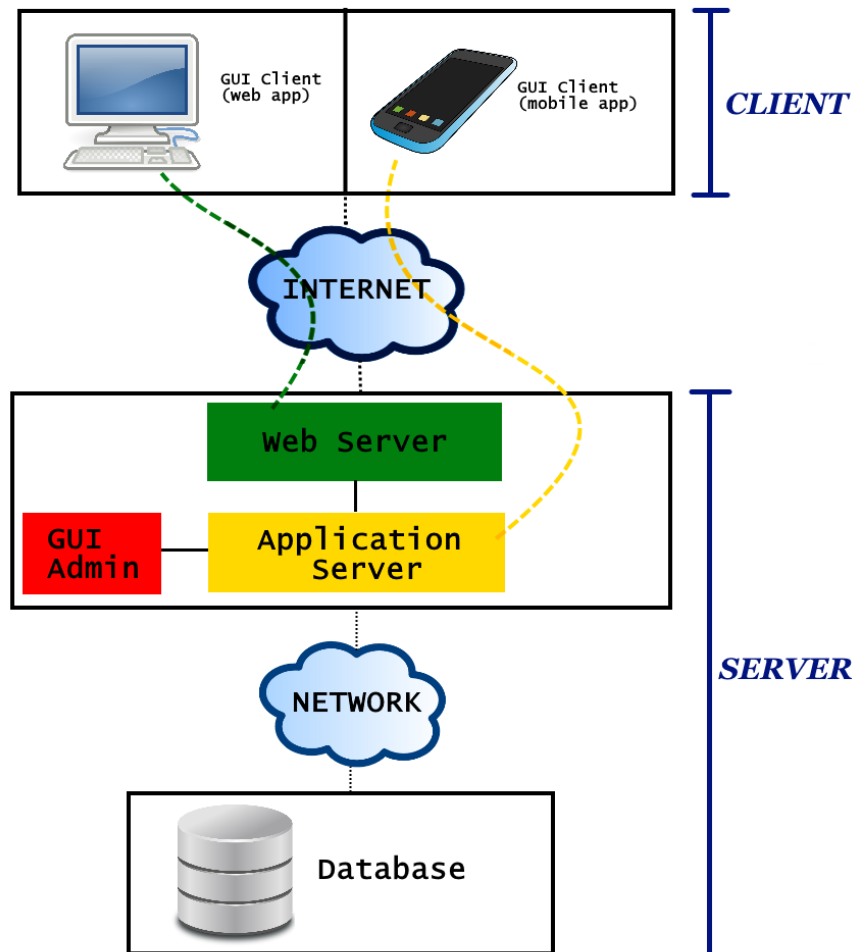 GUI Client
(web app)
GUI Client
(mobile app)
CLIENT
INTERNET
Web Server
GUI
Admin
Application
Server
SERVER
NETWORK
Database